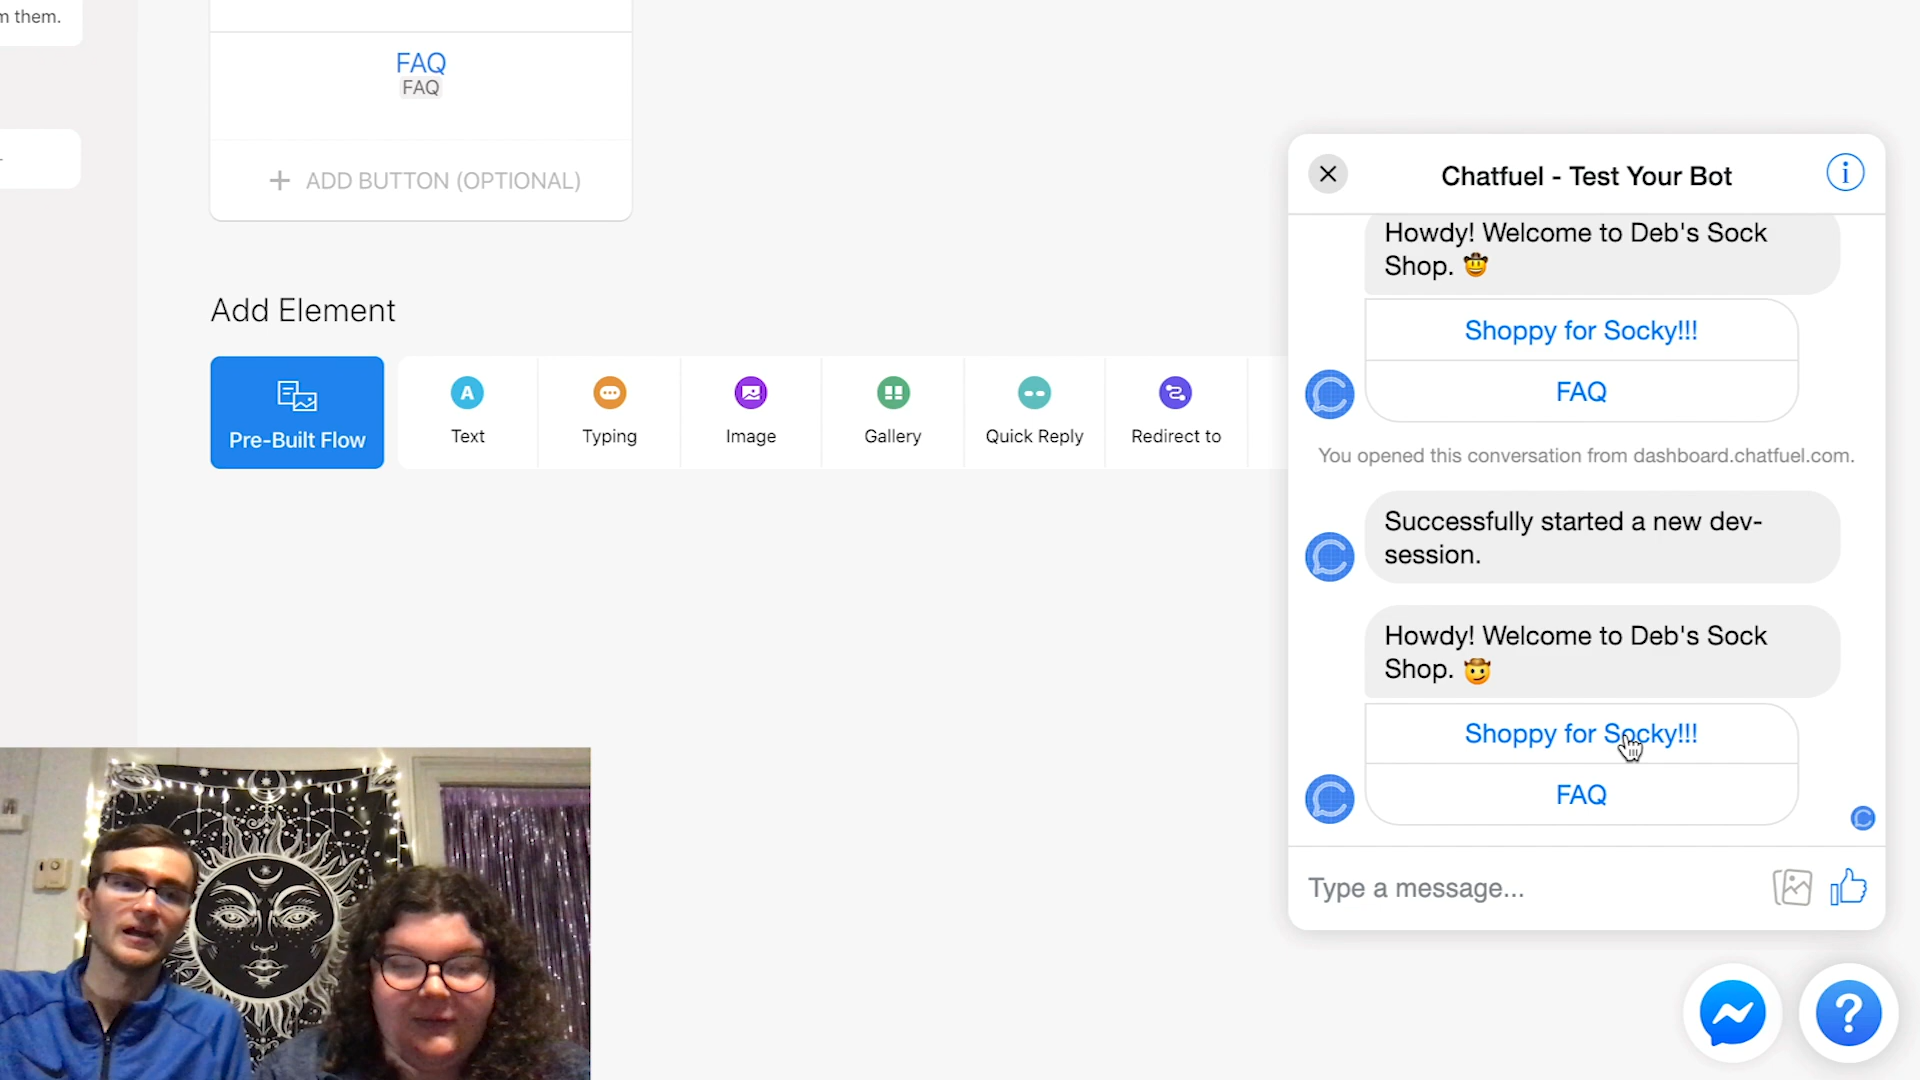 m them.
FAQ
FAQ
+ ADD BUTTON (OPTIONAL)
Add Element
Pre-Built Flow
A
Text
Typing
Image
Gallery
Quick Reply
Redirect to
Chatfuel - Test Your Bot
i
Howdy! Welcome to Deb's Sock
Shop. 🤠
Shoppy for Socky!!!
FAQ
You opened this conversation from dashboard.chatfuel.com.
Successfully started a new dev-
session.
Howdy! Welcome to Deb's Sock
Shop. 🤠
Shoppy for Socky!!!
FAQ
Type a message...
?